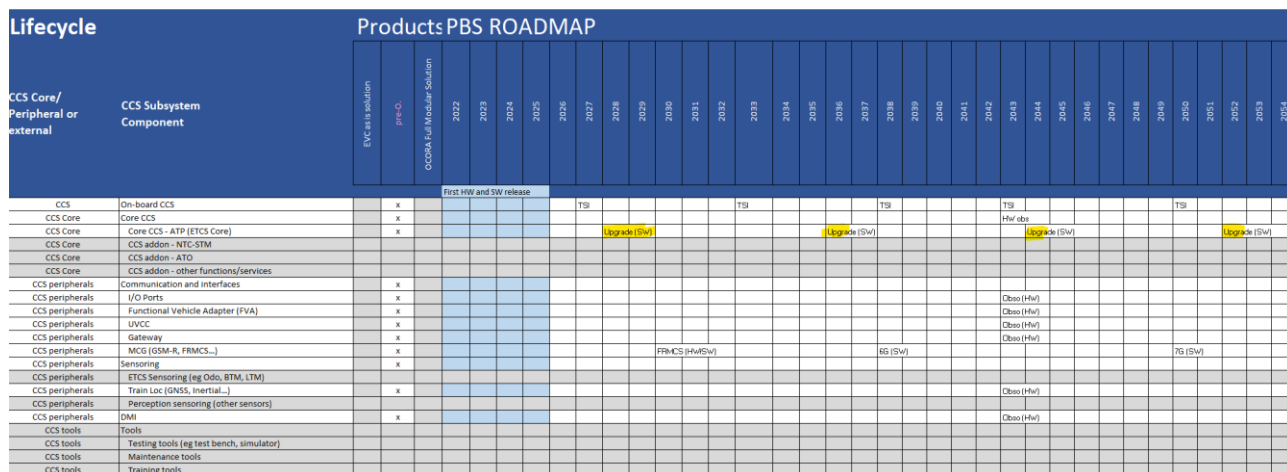 Lifecycle Products PBS ROADMAP
CCS Core/ Peripheral or external
CCS Subsystem Component
EVC as is solution
pre-O.
OCORA Full Modular Solution
2022 2023 2024 2025 2026 2027 2028 2029 2030 2031 2032 2033 2034 2035 2036 2037 2038 2039 2040 2041 2042 2043 2044 2045 2046 2047 2048 2049 2050 2051 2052 2053 2054
First HW and SW release
CCS On-board CCS x TSI TSI TSI TSI TSI
CCS Core Core CCS x HW obs
CCS Core Core CCS - ATP (ETCS Core) x Upgrade (SW) Upgrade (SW) Upgrade (SW) Upgrade (SW)
CCS Core CCS addon - NTC-STM
CCS Core CCS addon - ATO
CCS Core CCS addon - other functions/services
CCS peripherals Communication and interfaces x
CCS peripherals I/O Ports x Obso (HW)
CCS peripherals Functional Vehicle Adapter (FVA) x Obso (HW)
CCS peripherals UVCC x Obso (HW)
CCS peripherals Gateway x Obso (HW)
CCS peripherals MCG (GSM-R, FRMCS...) x FRMCS (HW/SW) 6G (SW) 7G (SW)
CCS peripherals Sensoring x
CCS peripherals ETCS Sensoring (eg Odo, BTM, LTM)
CCS peripherals Train Loc (GNSS, Inertial...) x Obso (HW)
CCS peripherals Perception sensoring (other sensors)
CCS peripherals DMI x Obso (HW)
CCS tools Tools
CCS tools Testing tools (eg test bench, simulator)
CCS tools Maintenance tools
CCS tools Training tools